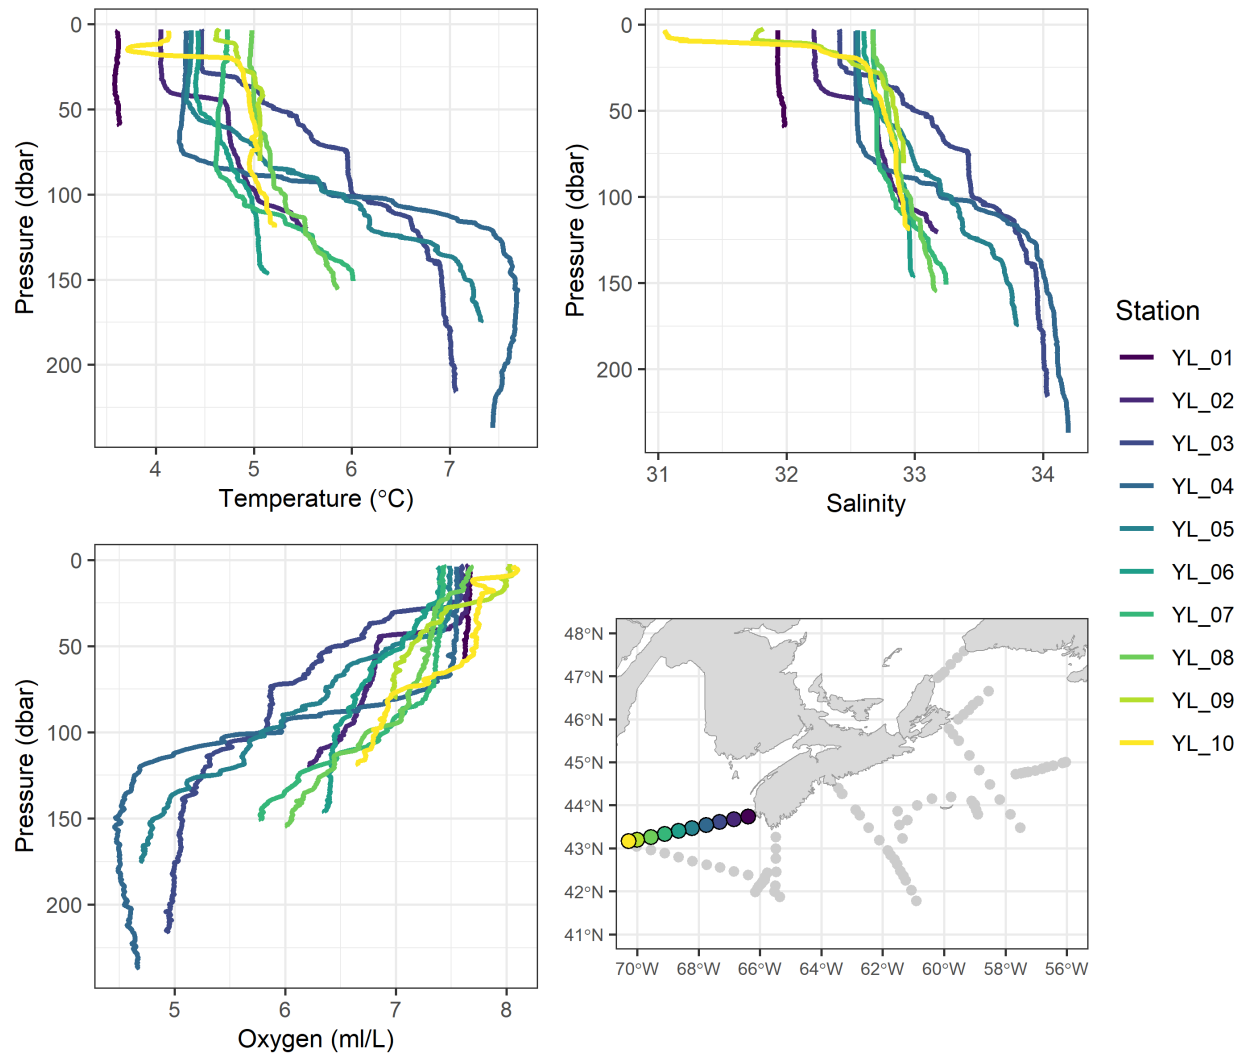 0
50
100
150
200
Pressure (dbar)
4
5
6
7
Temperature (°C)
0
50
100
150
200
Pressure (dbar)
31
32
33
34
Salinity
0
50
100
150
200
Pressure (dbar)
5
6
7
8
Oxygen (ml/L)
48°N
47°N
46°N
45°N
44°N
43°N
42°N
41°N
70°W
68°W
66°W
64°W
62°W
60°W
58°W
56°W
Station
YL_01
YL_02
YL_03
YL_04
YL_05
YL_06
YL_07
YL_08
YL_09
YL_10